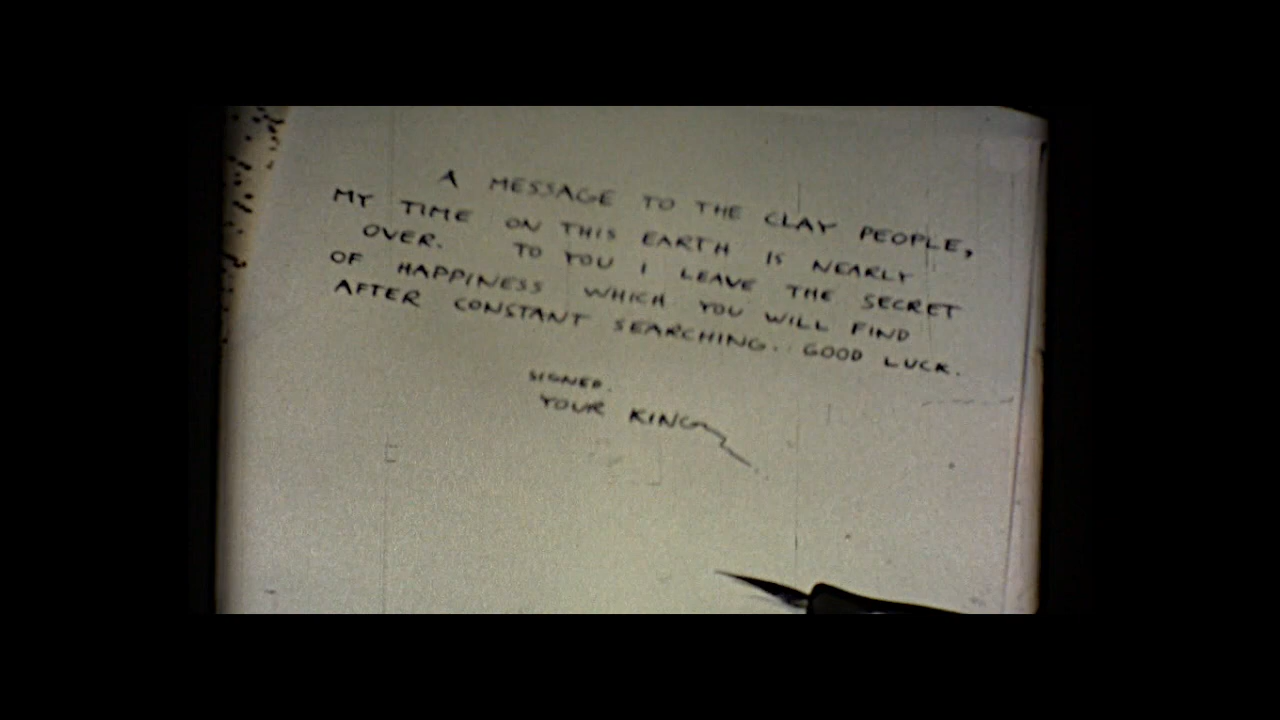 A MESSAGE TO THE CLAY PEOPLE,
MY TIME ON THIS EARTH IS NEARLY
OVER. TO YOU I LEAVE THE SECRET
OF HAPPINESS WHICH YOU WILL FIND
AFTER CONSTANT SEARCHING. GOOD LUCK.
SIGNED.
YOUR KING